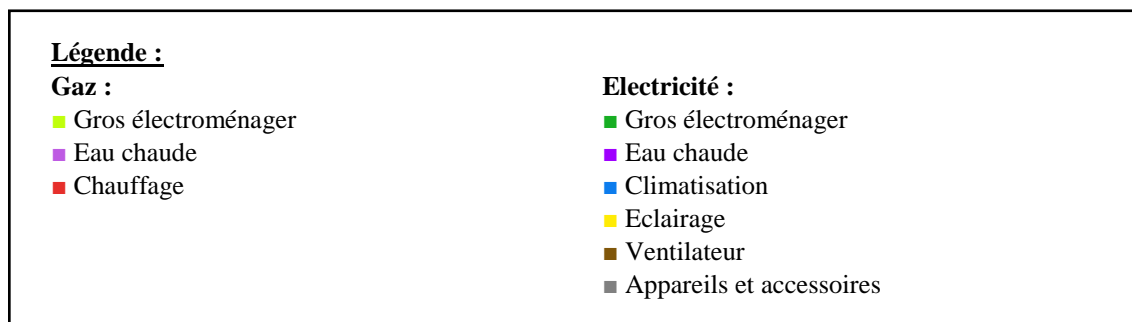 Légende :
Gaz :
Gros électroménager
Eau chaude
Chauffage
Electricité :
Gros électroménager
Eau chaude
Climatisation
Eclairage
Ventilateur
Appareils et accessoires